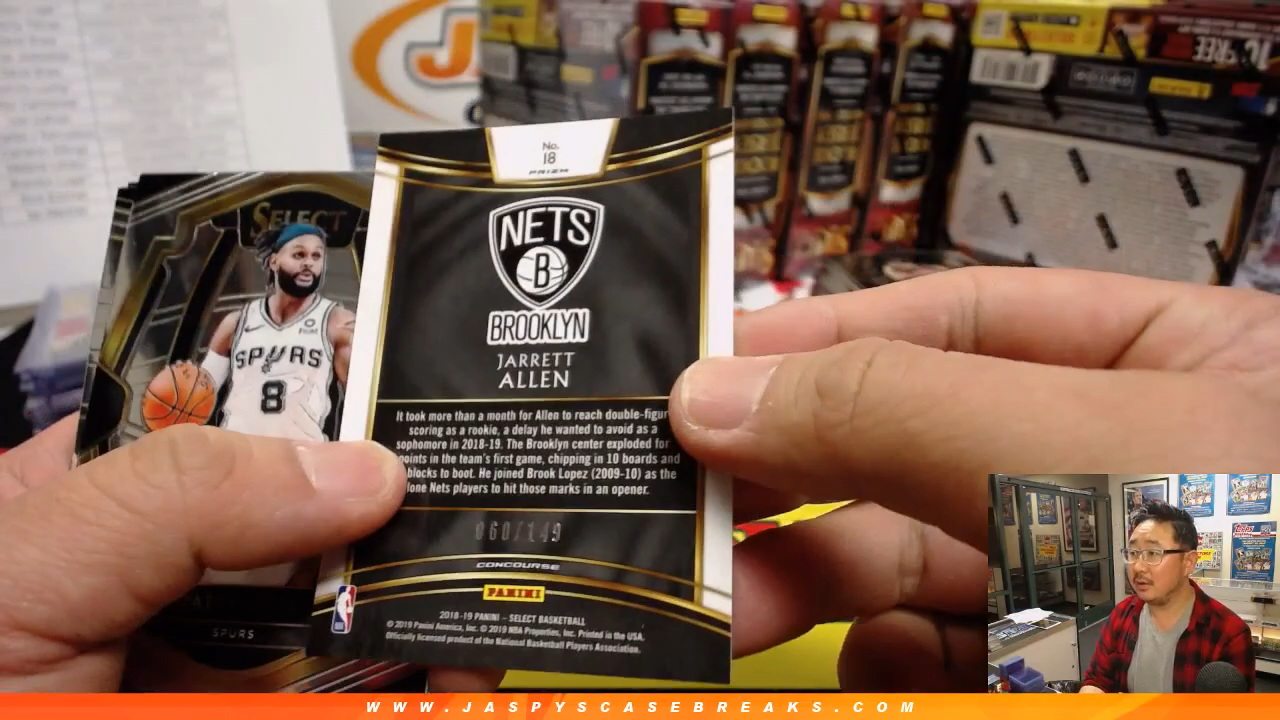 No.
18
PRIZM
NETS
B
BROOKLYN
JARRETT
ALLEN
It took more than a month for Allen to reach double-figur
scoring as a rookie, a delay he wanted to avoid as a
sophomore in 2018-19. The Brooklyn center exploded for
points in the team's first game, chipping in 10 boards and
blocks to boot. He joined Brook Lopez (2009-10) as the
lone Nets players to hit those marks in an opener.
060/149
CONCOURSE
PANINI
2018-19 PANINI – SELECT BASKETBALL
© 2019 Panini America, Inc. © 2019 NBA Properties, Inc. Printed in the USA.
Officially licensed product of the National Basketball Players Association.
SELECT
SPURS
8
SPURS
WWW.JASPYSCASEBREAKS.COM